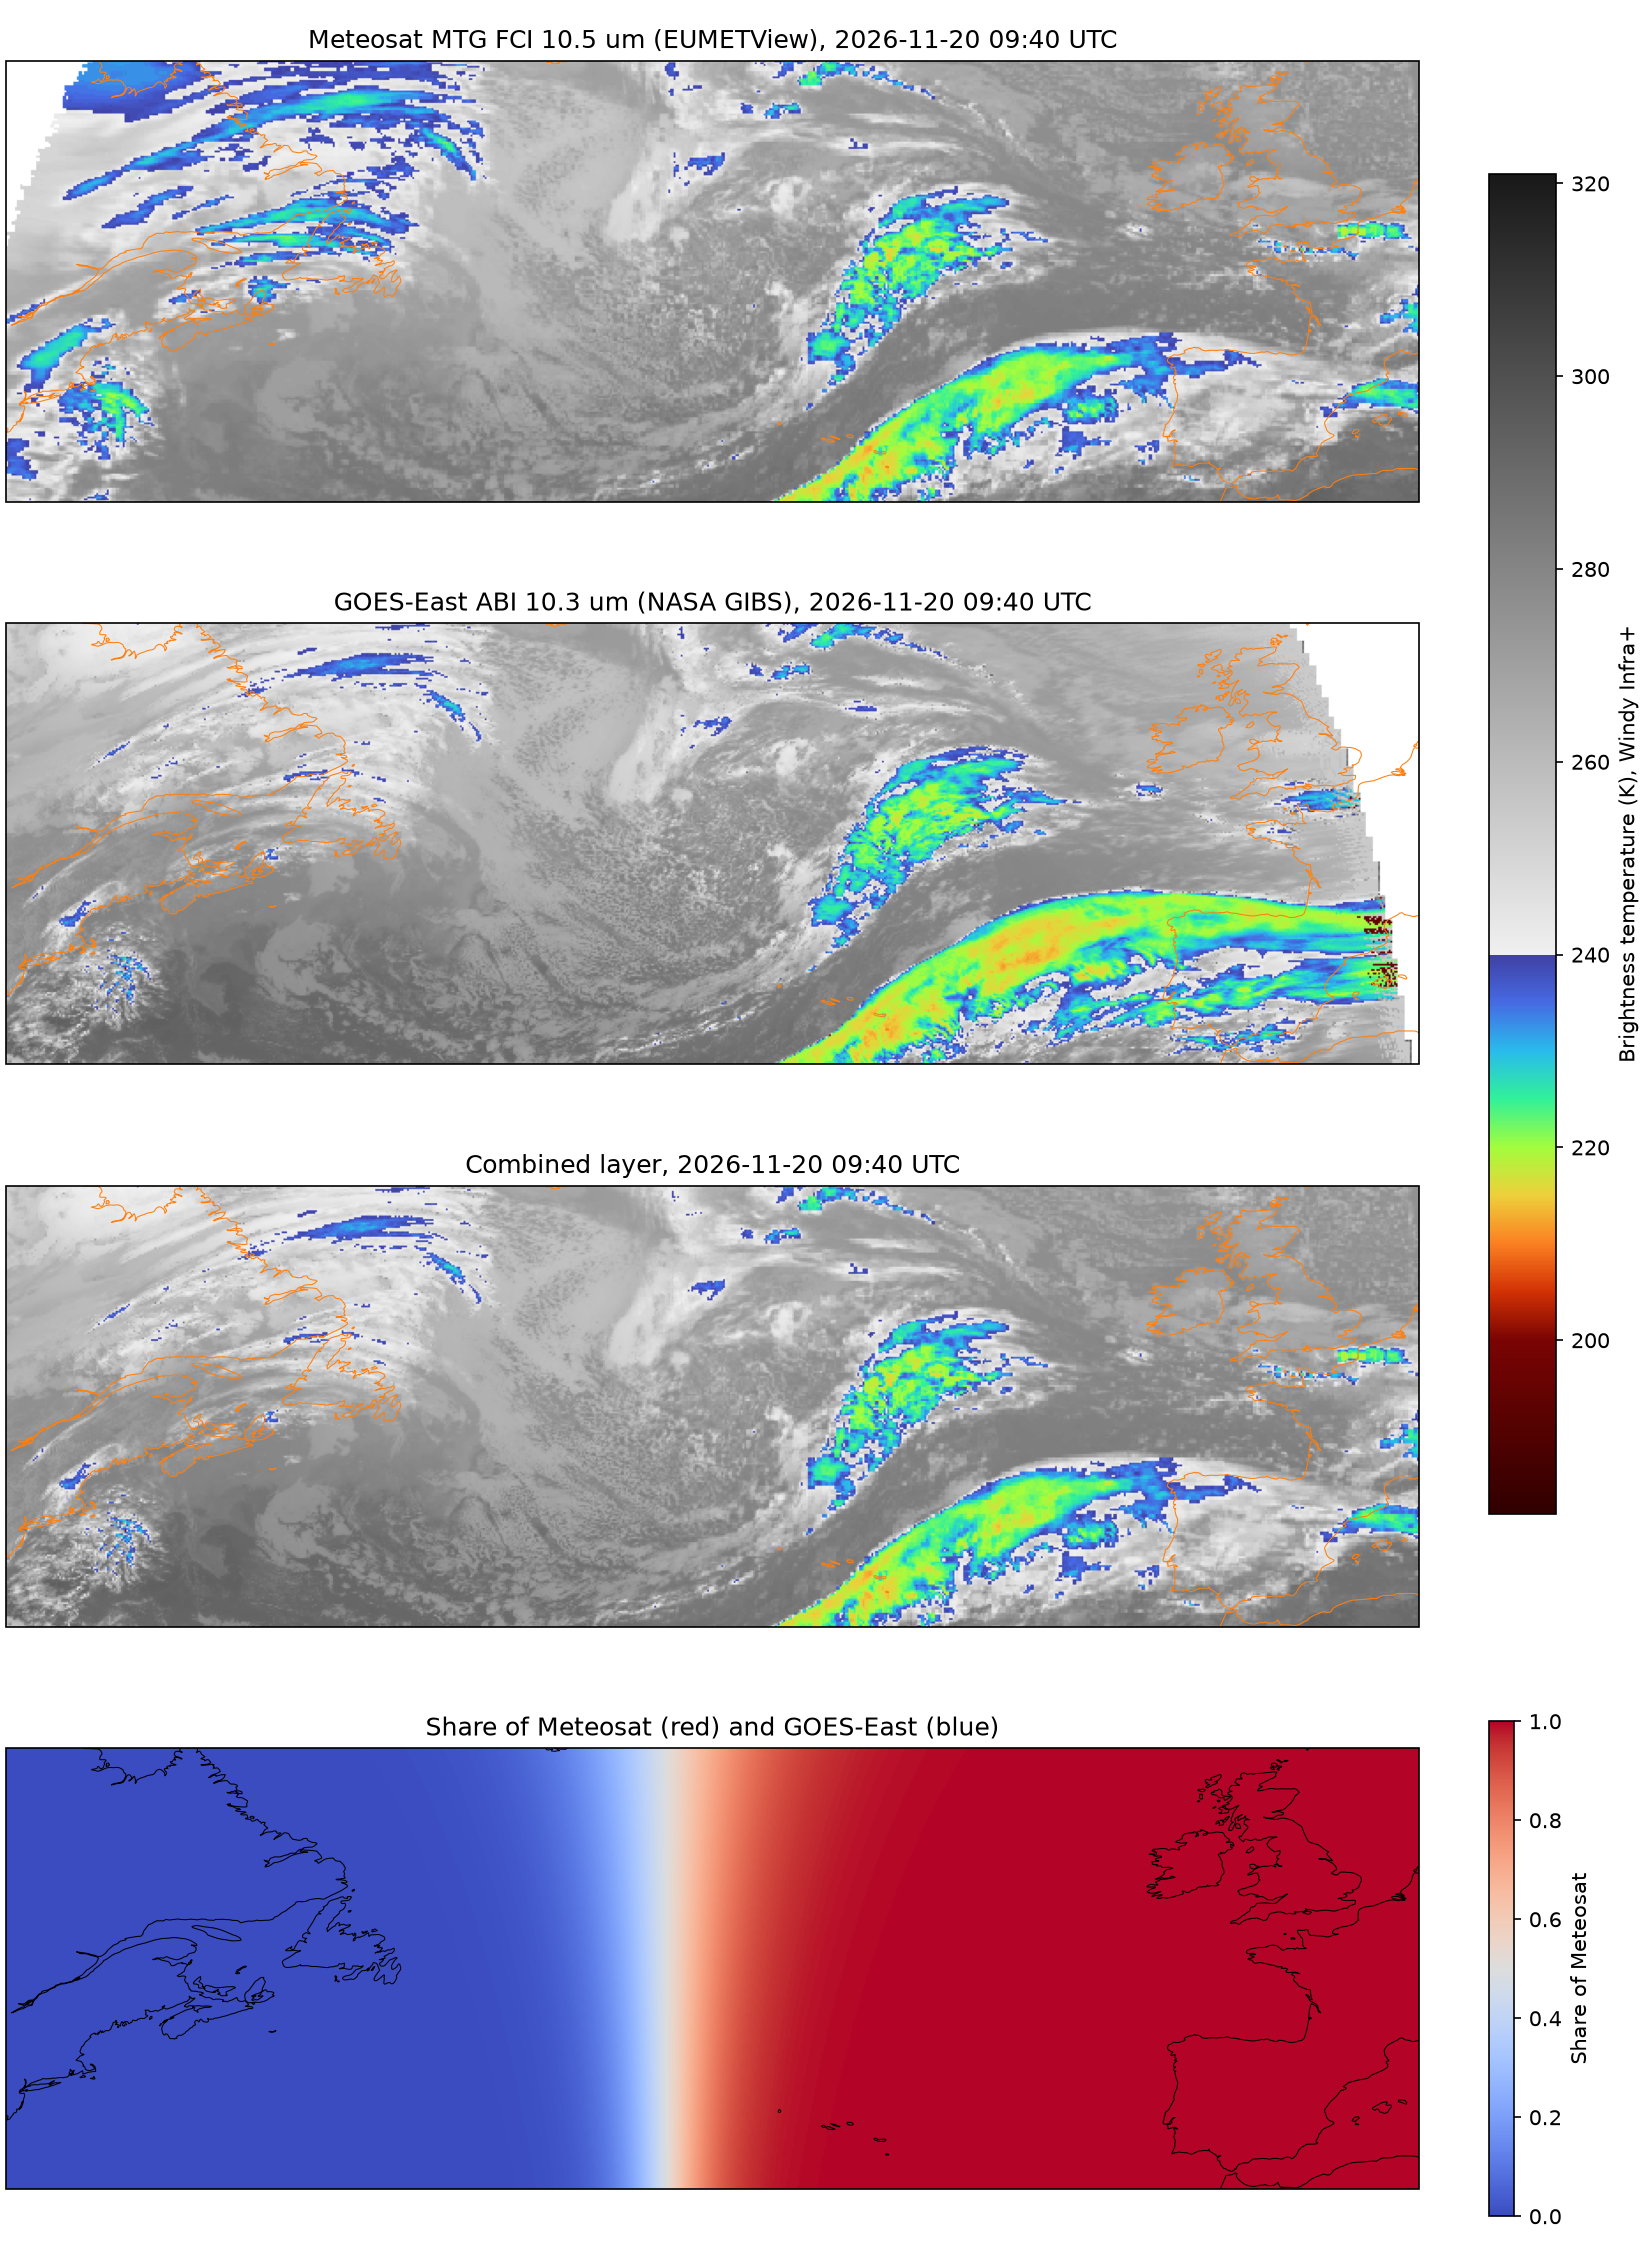 Meteosat MTG FCI 10.5 um (EUMETView), 2026-11-20 09:40 UTC
GOES-East ABI 10.3 um (NASA GIBS), 2026-11-20 09:40 UTC
Combined layer, 2026-11-20 09:40 UTC
320
300
280
260
240
220
200
Brightness temperature (K), Windy Infra+
Share of Meteosat (red) and GOES-East (blue)
1.0
0.8
0.6
0.4
0.2
0.0
Share of Meteosat